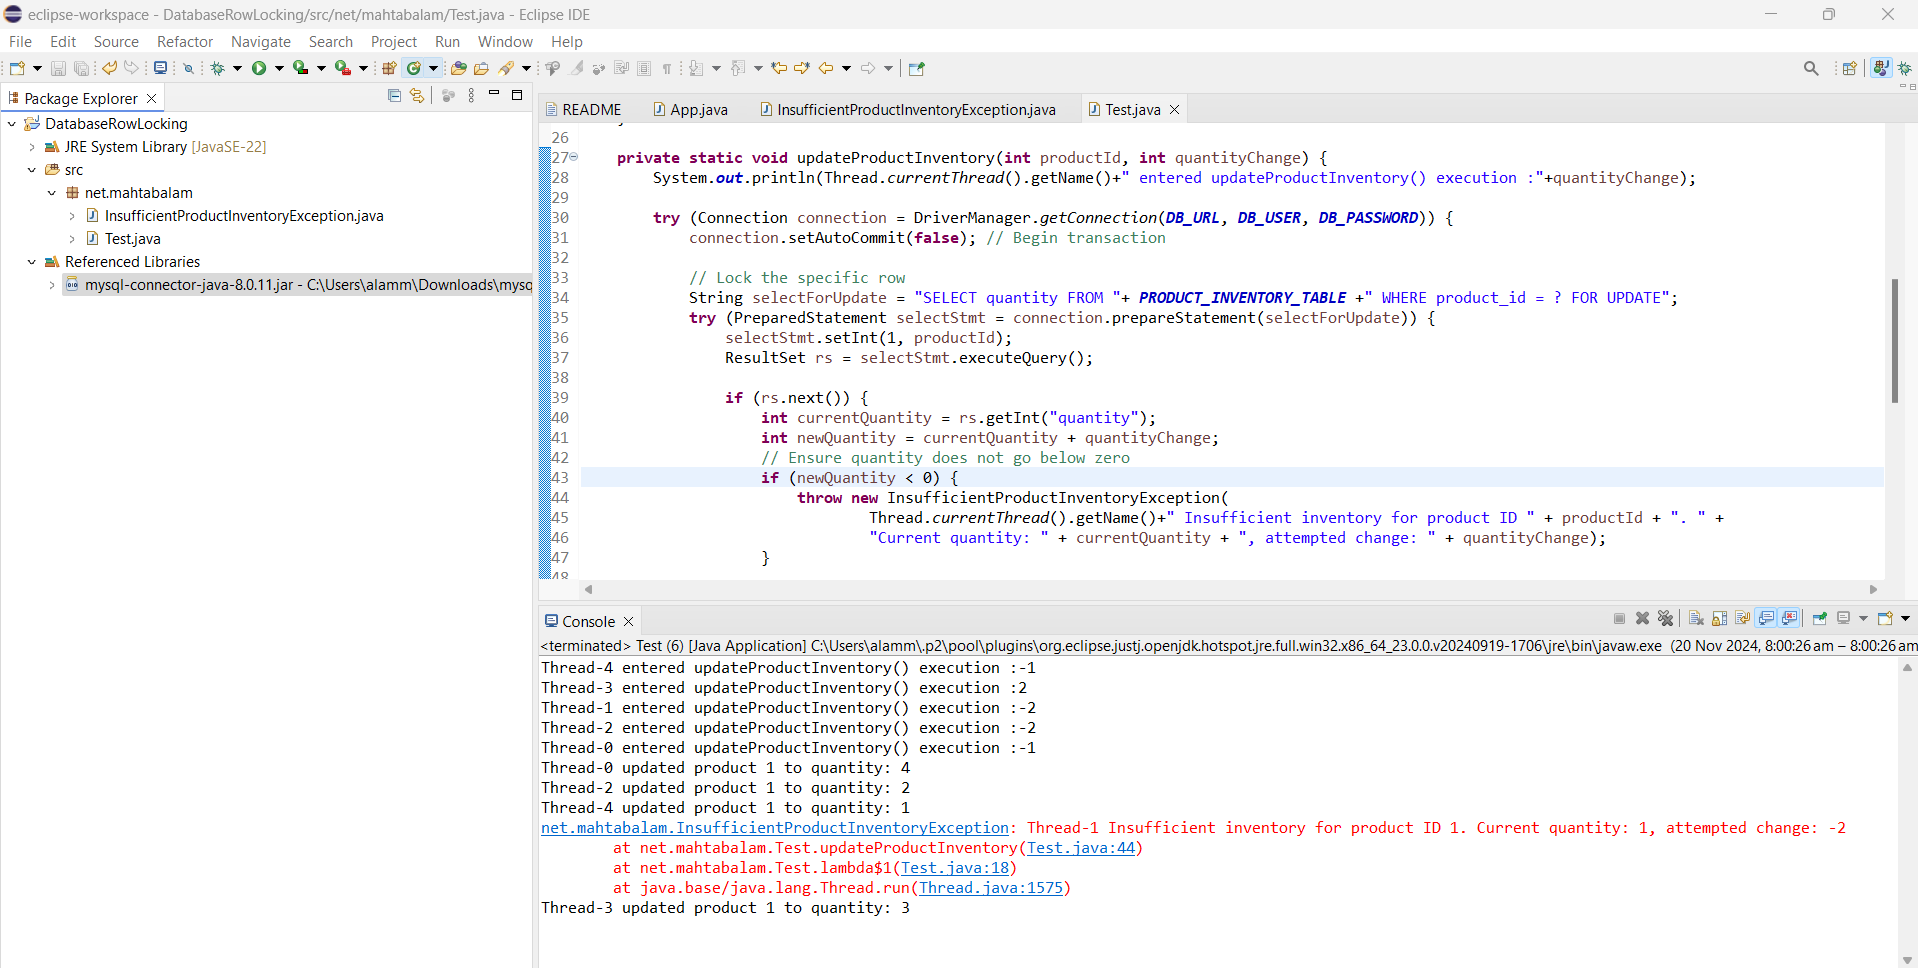 eclipse-workspace - DatabaseRowLocking/src/net/mahtabalam/Test.java - Eclipse IDE
File Edit Source Refactor Navigate Search Project Run Window Help
Package Explorer
DatabaseRowLocking
JRE System Library [JavaSE-22]
src
net.mahtabalam
InsufficientProductInventoryException.java
Test.java
Referenced Libraries
mysql-connector-java-8.0.11.jar - C:\Users\alamm\Downloads\mysq
README App.java InsufficientProductInventoryException.java Test.java
26
27 private static void updateProductInventory(int productId, int quantityChange) {
28 System.out.println(Thread.currentThread().getName()+" entered updateProductInventory() execution :"+quantityChange);
29
30 try (Connection connection = DriverManager.getConnection(DB_URL, DB_USER, DB_PASSWORD)) {
31 connection.setAutoCommit(false); // Begin transaction
32
33 // Lock the specific row
34 String selectForUpdate = "SELECT quantity FROM "+ PRODUCT_INVENTORY_TABLE +" WHERE product_id = ? FOR UPDATE";
35 try (PreparedStatement selectStmt = connection.prepareStatement(selectForUpdate)) {
36 selectStmt.setInt(1, productId);
37 ResultSet rs = selectStmt.executeQuery();
38
39 if (rs.next()) {
40 int currentQuantity = rs.getInt("quantity");
41 int newQuantity = currentQuantity + quantityChange;
42 // Ensure quantity does not go below zero
43 if (newQuantity < 0) {
44 throw new InsufficientProductInventoryException(
45 Thread.currentThread().getName()+" Insufficient inventory for product ID " + productId + ". " +
46 "Current quantity: " + currentQuantity + ", attempted change: " + quantityChange);
47 }
48
Console
<terminated> Test (6) [Java Application] C:\Users\alamm\.p2\pool\plugins\org.eclipse.justj.openjdk.hotspot.jre.full.win32.x86_64_23.0.0.v20240919-1706\jre\bin\javaw.exe (20 Nov 2024, 8:00:26 am – 8:00:26 am
Thread-4 entered updateProductInventory() execution :-1
Thread-3 entered updateProductInventory() execution :2
Thread-1 entered updateProductInventory() execution :-2
Thread-2 entered updateProductInventory() execution :-2
Thread-0 entered updateProductInventory() execution :-1
Thread-0 updated product 1 to quantity: 4
Thread-2 updated product 1 to quantity: 2
Thread-4 updated product 1 to quantity: 1
net.mahtabalam.InsufficientProductInventoryException: Thread-1 Insufficient inventory for product ID 1. Current quantity: 1, attempted change: -2
at net.mahtabalam.Test.updateProductInventory(Test.java:44)
at net.mahtabalam.Test.lambda$1(Test.java:18)
at java.base/java.lang.Thread.run(Thread.java:1575)
Thread-3 updated product 1 to quantity: 3